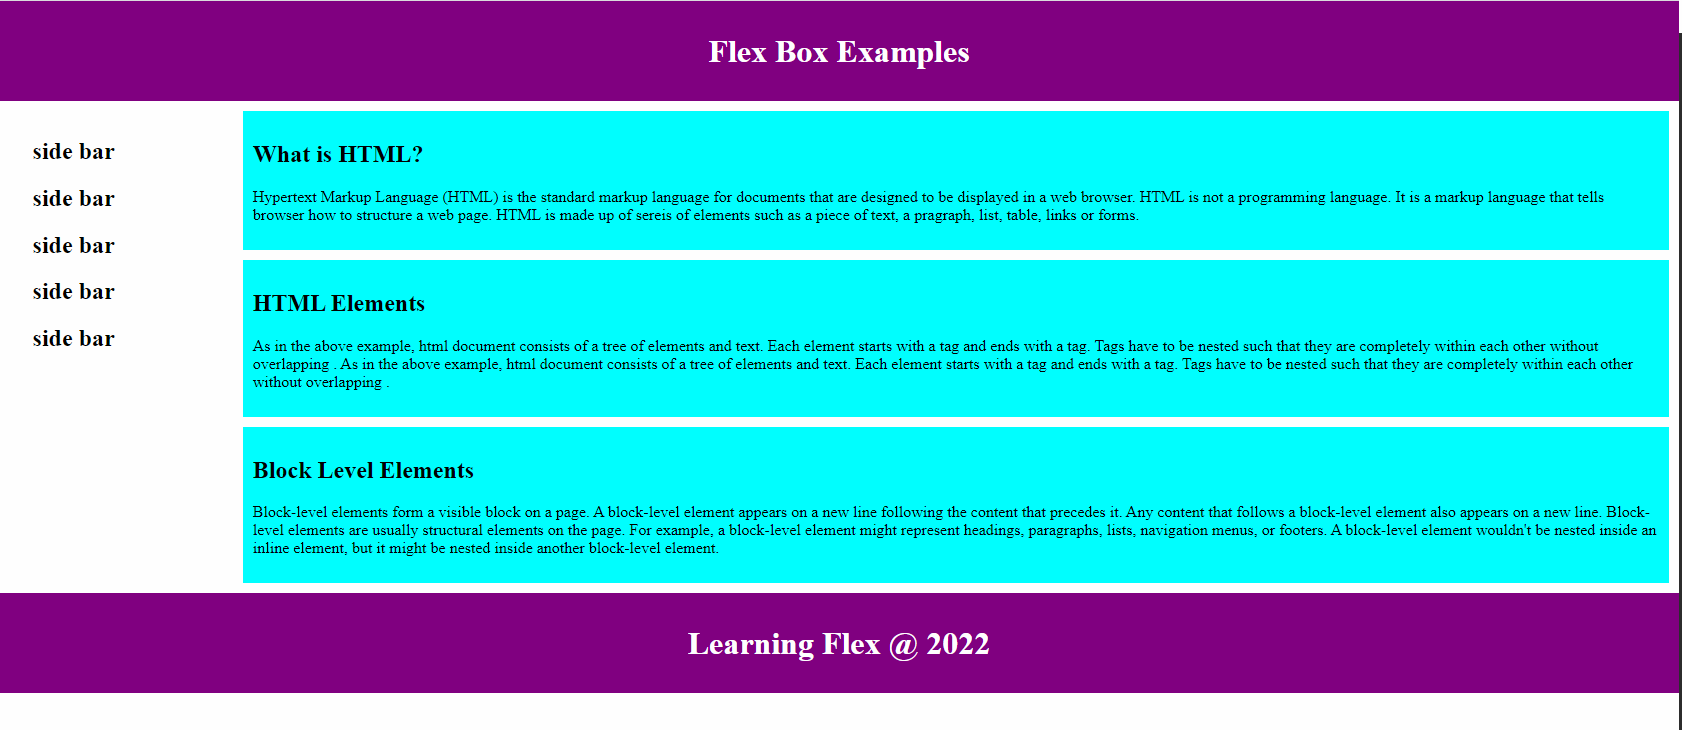 Flex Box Examples
side bar
side bar
side bar
side bar
side bar
What is HTML?
Hypertext Markup Language (HTML) is the standard markup language for documents that are designed to be displayed in a web browser. HTML is not a programming language. It is a markup language that tells
browser how to structure a web page. HTML is made up of sereis of elements such as a piece of text, a pragraph, list, table, links or forms.
HTML Elements
As in the above example, html document consists of a tree of elements and text. Each element starts with a tag and ends with a tag. Tags have to be nested such that they are completely within each other without
overlapping . As in the above example, html document consists of a tree of elements and text. Each element starts with a tag and ends with a tag. Tags have to be nested such that they are completely within each other
without overlapping .
Block Level Elements
Block-level elements form a visible block on a page. A block-level element appears on a new line following the content that precedes it. Any content that follows a block-level element also appears on a new line. Block-
level elements are usually structural elements on the page. For example, a block-level element might represent headings, paragraphs, lists, navigation menus, or footers. A block-level element wouldn't be nested inside an
inline element, but it might be nested inside another block-level element.
Learning Flex @ 2022